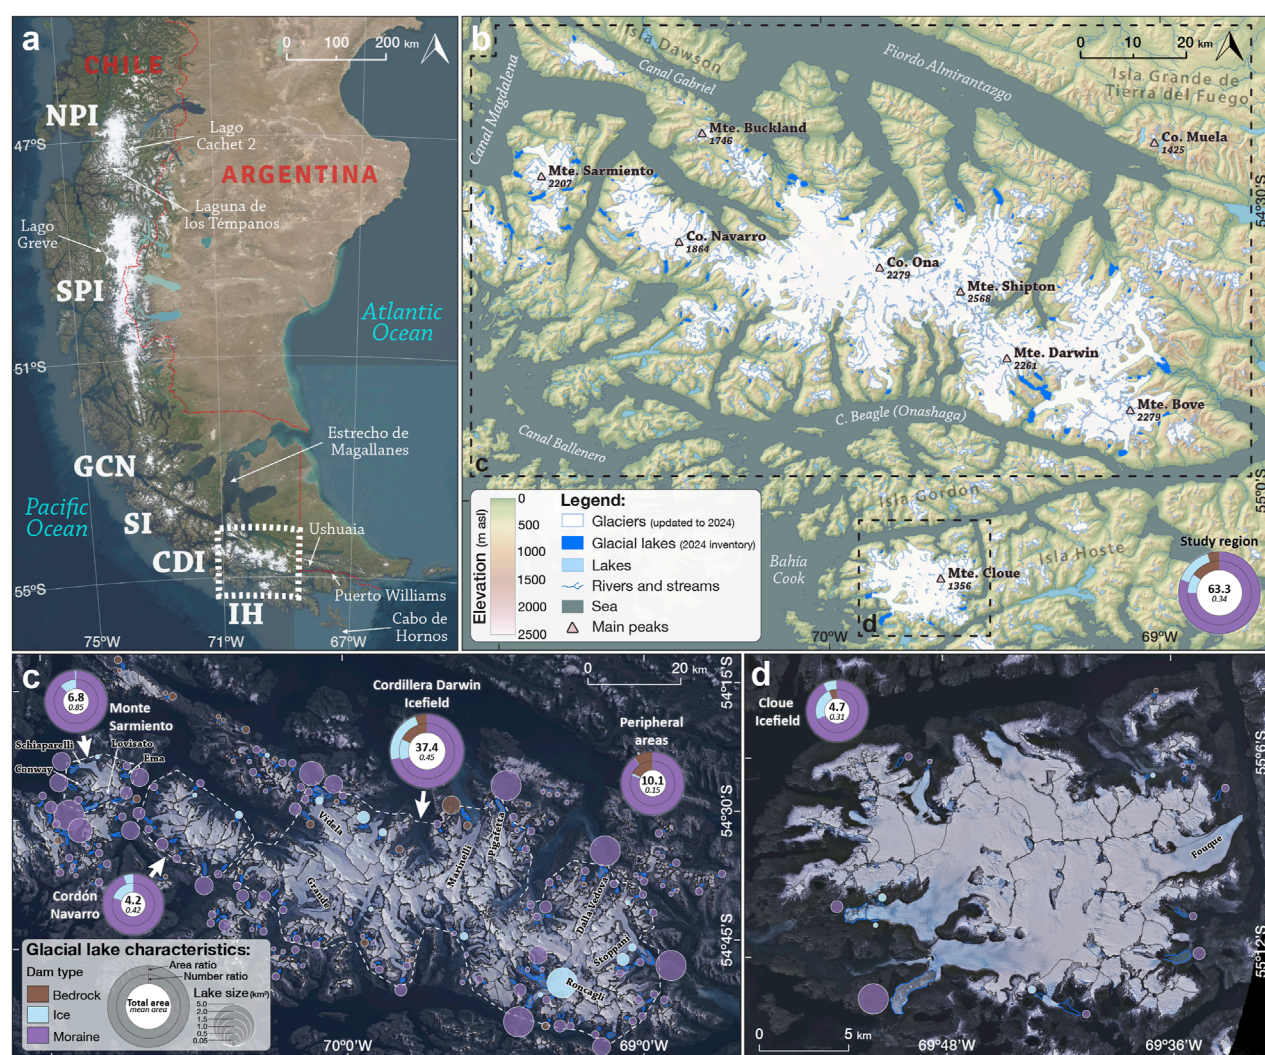 a
CHILE
0 100 200 km
NPI
47°S
Lago
Cachet 2
ARGENTINA
Laguna de
los Témpanos
Lago
Greve
SPI
Atlantic
Ocean
51°S
Estrecho de
Magallanes
GCN
Pacific
Ocean
SI
CDI
Ushuaia
Puerto Williams
55°S
IH
Cabo de
Hornos
75°W
71°W
67°W
b
Isla Dawson
Canal Gabriel
Canal Magdalena
Fiordo Almirantazgo
0 10 20 km
Isla Grande de
Tierra del Fuego
Mte. Buckland
1746
Co. Muela
1425
Mte. Sarmiento
2207
54°30'S
Co. Navarro
1864
Co. Ona
2279
Mte. Shipton
2568
Mte. Darwin
2261
Mte. Bove
2279
C. Beagle (Onashaga)
Canal Ballenero
c
55°0'S
Isla Gordon
Isla Hoste
Bahía
Cook
Mte. Cloue
1356
d
70°W
69°W
Study region
63.3
0.34
Legend:
Elevation (m asl)
0
500
1000
1500
2000
2500
Glaciers (updated to 2024)
Glacial lakes (2024 inventory)
Lakes
Rivers and streams
Sea
Main peaks
c
6.8
0.85
Monte
Sarmiento
Schiaparelli
Lovisato
Conway
Ema
Cordillera Darwin
Icefield
37.4
0.45
0 20 km
Peripheral
areas
10.1
0.15
54°15'S
54°30'S
54°45'S
Videla
Grande
Marinelli
Pigafetta
Dalla Vedova
Stoppani
Roncagli
Cordón
Navarro
4.2
0.42
Glacial lake characteristics:
Dam type
Bedrock
Ice
Moraine
Area ratio
Number ratio
Total area
mean area
Lake size (km²)
5.0
2.0
1.5
1.0
0.5
0.05
70°0'W
69°0'W
d
Cloue
Icefield
4.7
0.31
Fouque
55°6'S
55°12'S
0 5 km
69°48'W
69°36'W